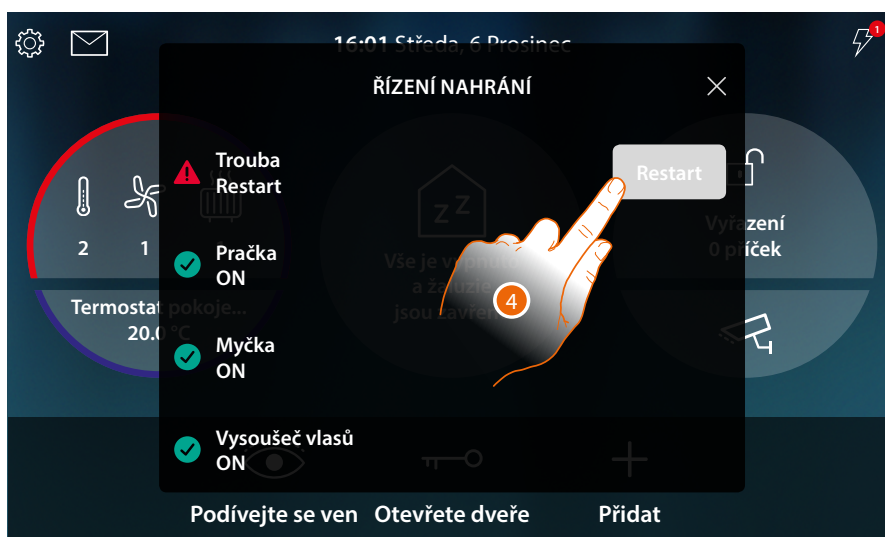 1
16:01 Středa, 6 Prosinec
ŘÍZENÍ NAHRÁNÍ
Trouba
Restart
Restart
2
1
z Z
Vyřazení
0 příček
Pračka
ON
Vše je vypnuto
a žaluzie
jsou zavřeny
4
Termostat pokoje...
20.0 °C
Myčka
ON
Vysoušeč vlasů
ON
Podívejte se ven
Otevřete dveře
Přidat